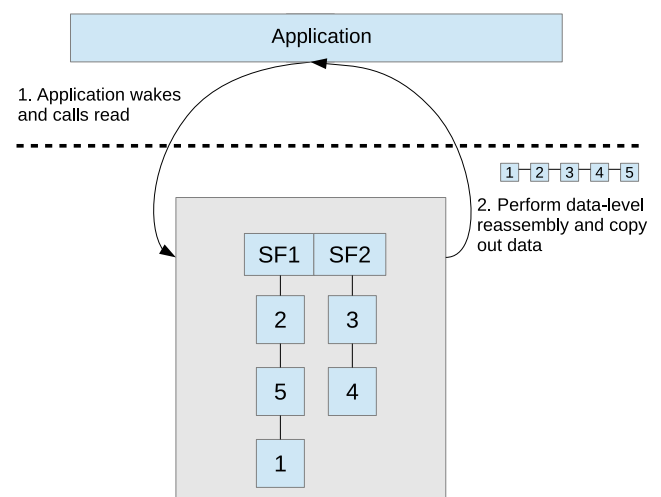 Application
1. Application wakes
and calls read
1 2 3 4 5
2. Perform data-level
reassembly and copy
out data
SF1 SF2
2 3
5 4
1